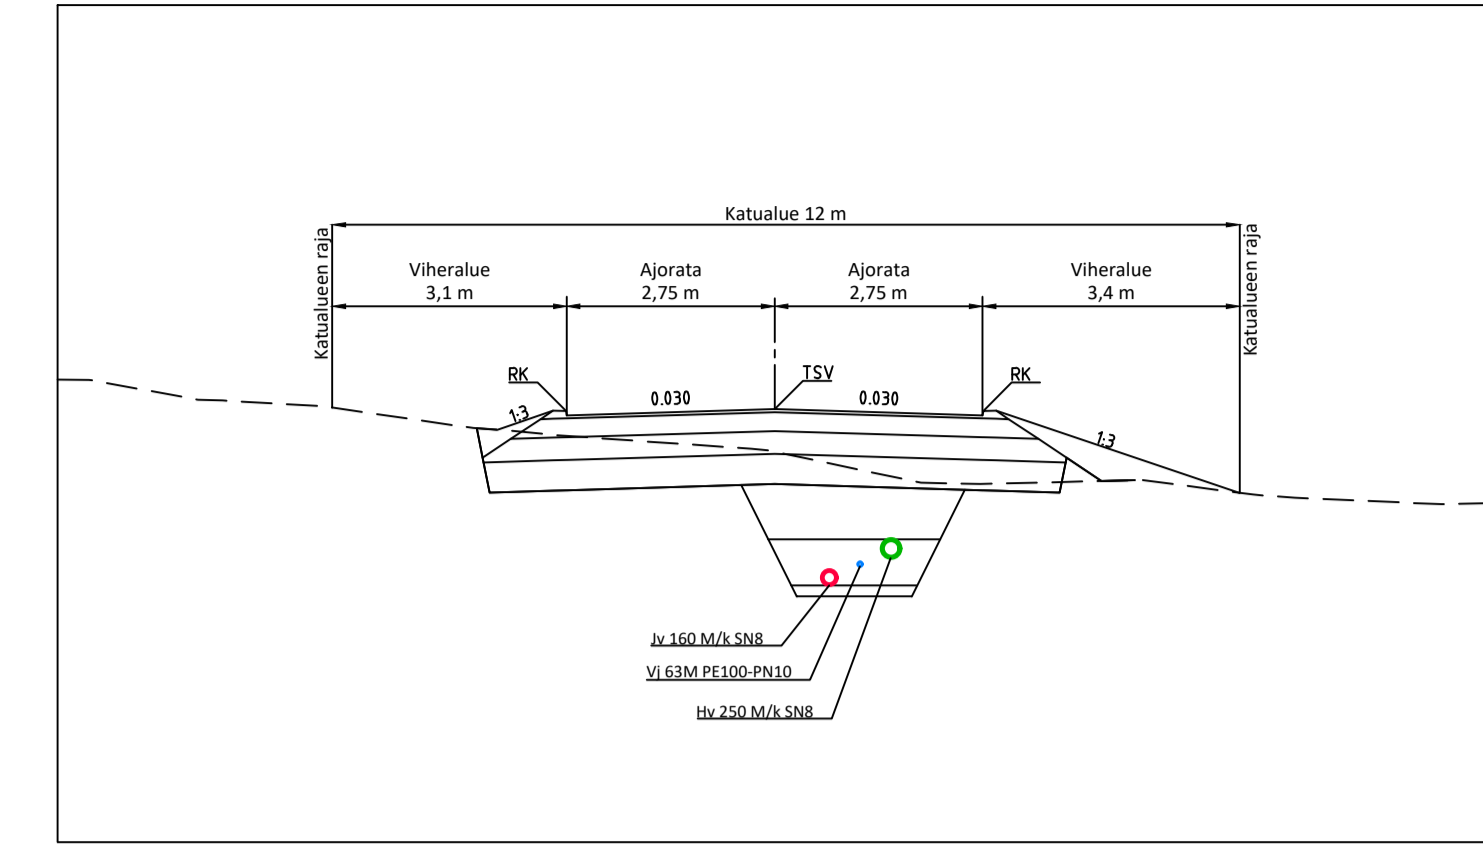 Katualue 12 m
Katualueen raja
Viheralue
3,1 m
Ajorata
2,75 m
Ajorata
2,75 m
Viheralue
3,4 m
Katualueen raja
RK
0.030
TSV
0.030
RK
1:3
1:3
Jv 160 M/k SN8
Vj 63M PE100-PN10
Hv 250 M/k SN8